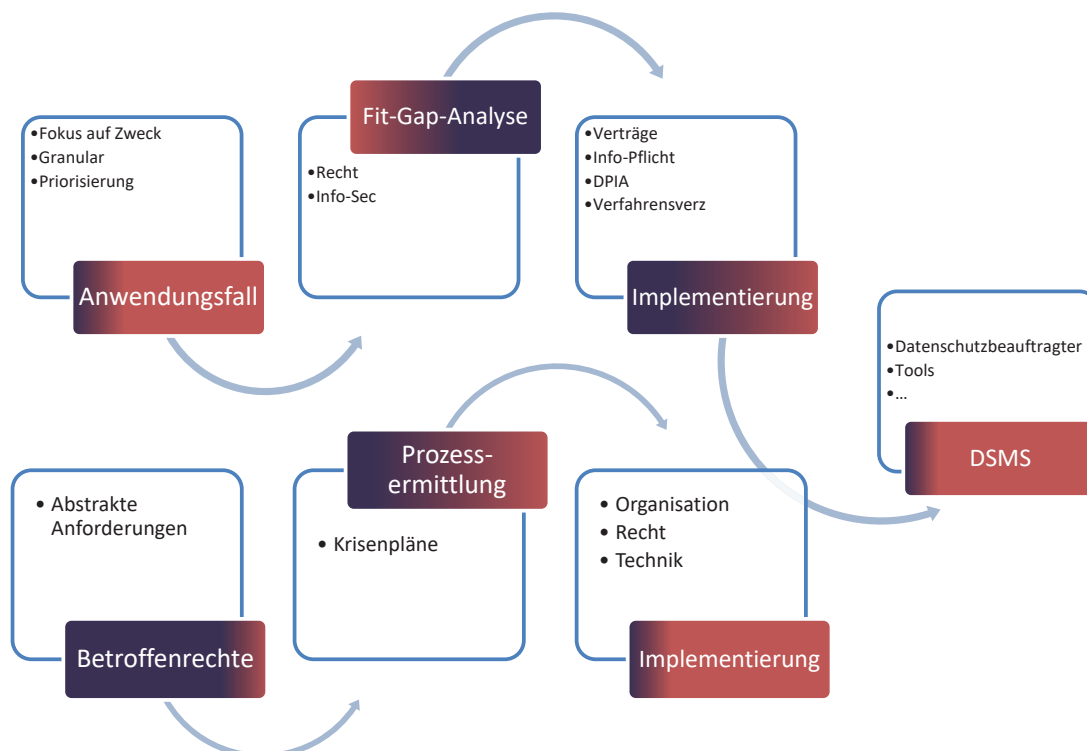 •Fokus auf Zweck
•Granular
•Priorisierung
Anwendungsfall
Fit-Gap-Analyse
•Recht
•Info-Sec
•Verträge
•Info-Pflicht
•DPIA
•Verfahrensverz
Implementierung
•Datenschutzbeauftragter
•Tools
•...
DSMS
• Abstrakte
Anforderungen
Betroffenrechte
Prozess-
ermittlung
• Krisenpläne
• Organisation
• Recht
• Technik
Implementierung